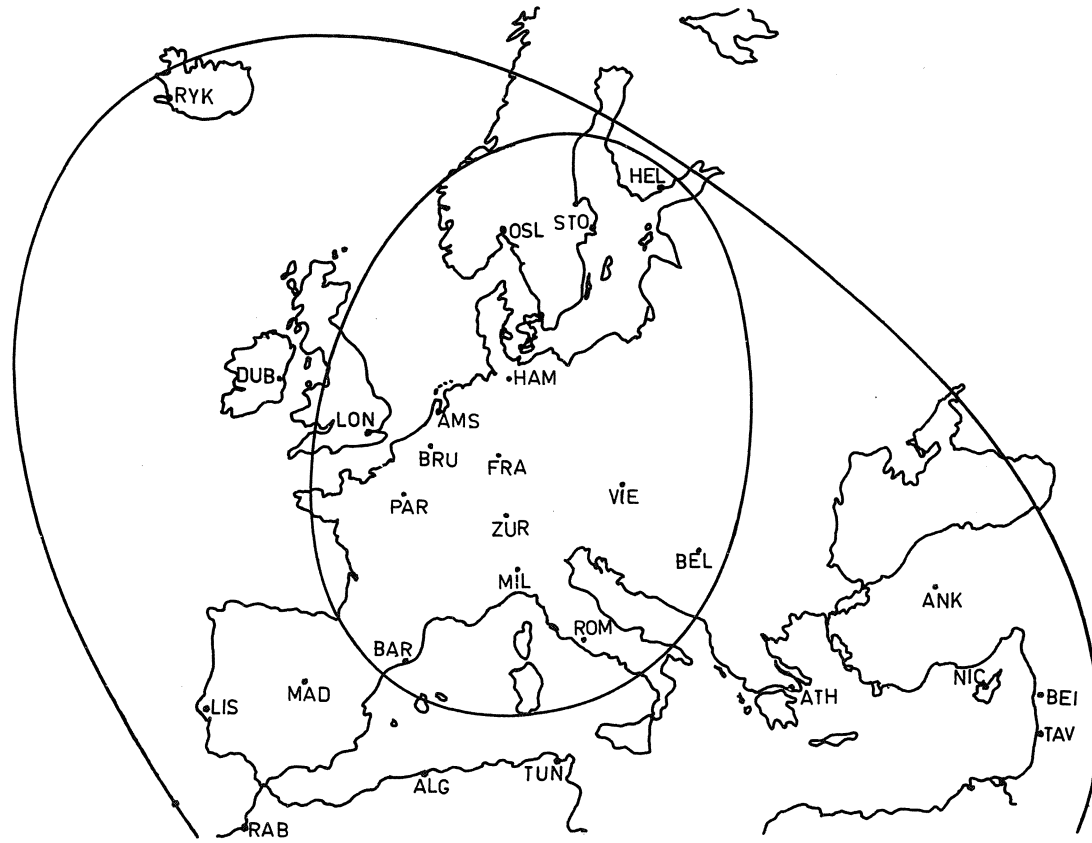 RYK
HEL
OSL
STO
DUB
HAM
LON
AMS
BRU
FRA
PAR
VIE
ZÜR
BEL
MIL
ANK
ROM
BAR
NIC
MAD
BEI
LIS
ATH
TAV
TUN
ALG
RAB